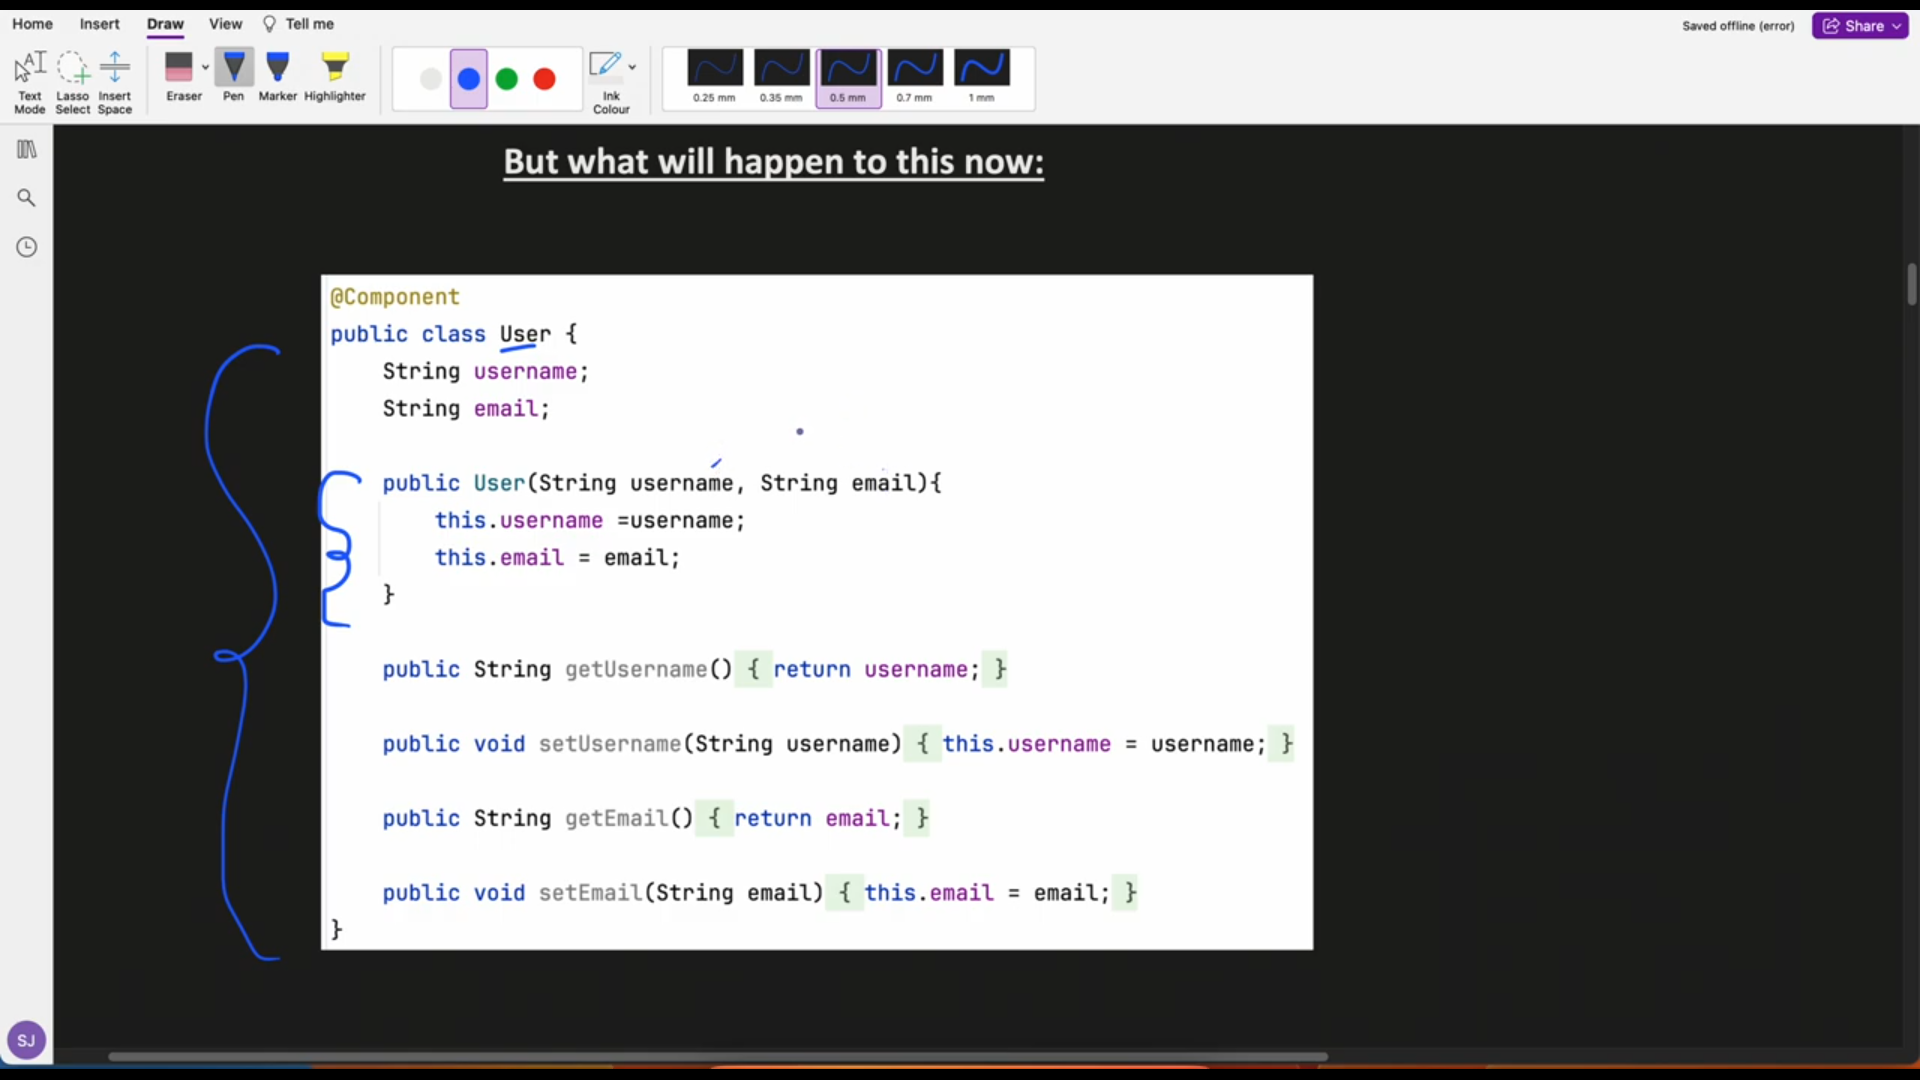 Home Insert Draw View Tell me
Saved offline (error) Share
Text Mode
Lasso Select
Insert Space
Eraser
Pen
Marker
Highlighter
Ink Colour
0.25 mm
0.35 mm
0.5 mm
0.7 mm
1 mm
But what will happen to this now:
@Component
public class User {
String username;
String email;
public User(String username, String email){
this.username =username;
this.email = email;
}
public String getUsername() { return username; }
public void setUsername(String username) { this.username = username; }
public String getEmail() { return email; }
public void setEmail(String email) { this.email = email; }
}
SJ